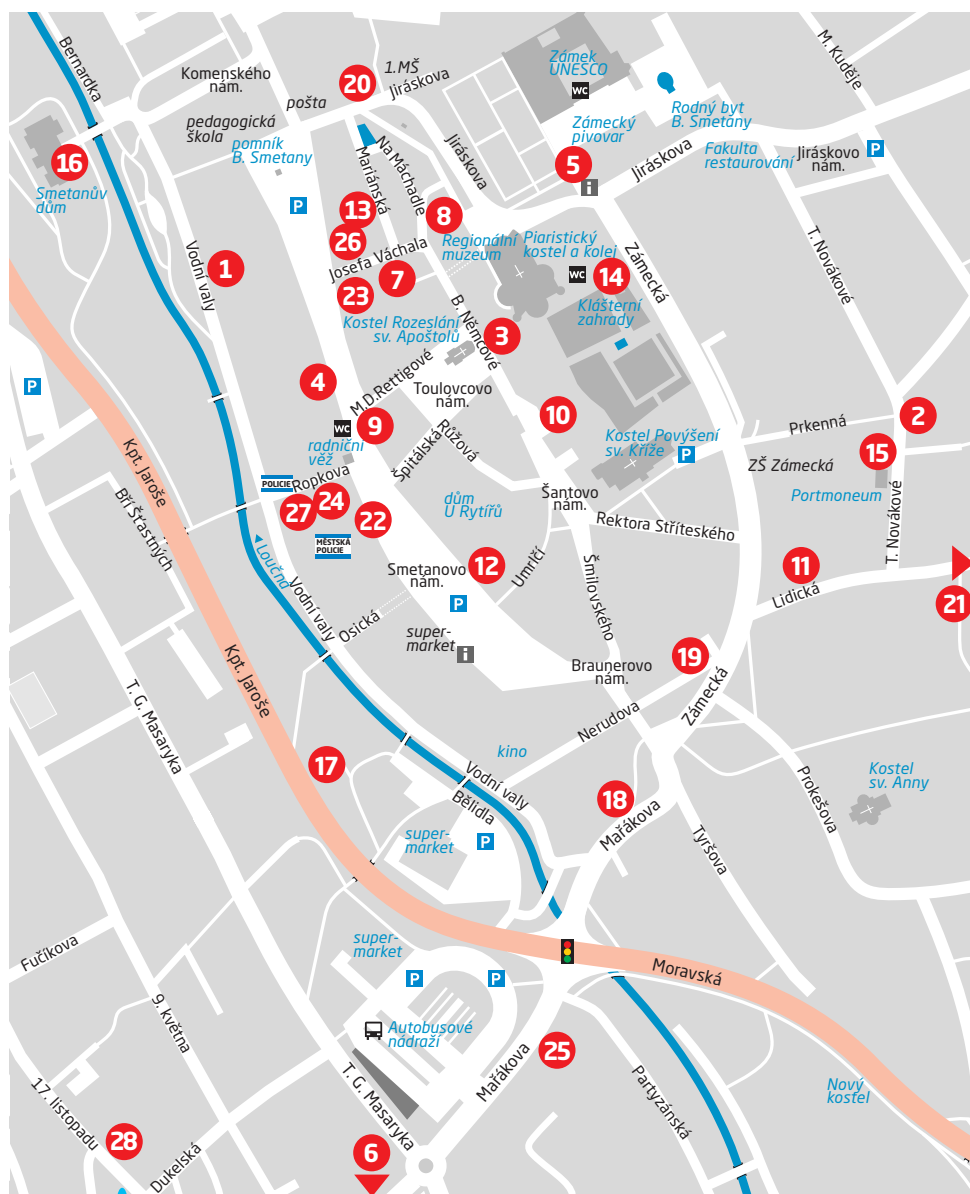 Bernardka
Komenského
nám.
pošta
20
1.MŠ
Jiráskova
Zámek
UNESCO
WC
M. Kuděje
pedagogická
škola
pomník
B. Smetany
16
Smetanův
dům
P
Mariánská
Na Máchadle
Jiráskova
Zámecký
pivovar
5
i
Rodný byt
B. Smetany
Fakulta
restaurování
Jiráskova
Jiráskovo
nám.
P
13
26
8
Josefa Váchala
7
23
Regionální
muzeum
Piaristický
kostel a kolej
WC
14
Klášterní
zahrady
Zámecká
T. Novákové
Vodní valy
1
Kostel Rozeslání
sv. Apoštolů
B. Němcové
3
P
4
M.D.Rettigové
Toulovcovo
nám.
10
WC
9
radniční
věž
Špitálská
Růžová
Kostel Povýšení
sv. Kříže
P
Prkenná
2
15
ZŠ Zámecká
Portmoneum
T. Novákové
POLICIE
Ropkova
27
24
22
MĚSTSKÁ
POLICIE
dům
U Rytířů
Šantovo
nám.
Rektora Stříteského
Kpt. Jaroše
Bří Šťastných
Loučná
Vodní valy
Osická
Smetanovo
nám.
12
P
Umrlčí
Šmilovského
11
Lidická
21
super-
market
i
Braunerovo
nám.
19
Zámecká
Nerudova
Kpt. Jaroše
T. G. Masaryka
17
kino
Vodní valy
Bělidla
18
Mařákova
Prokešova
Kostel
sv. Anny
Tyršova
super-
market
P
Fučíkova
super-
market
P
P
Moravská
9. května
Autobusové
nádraží
Mařákova
25
Partyzánská
Nový
kostel
T. G. Masaryka
17. listopadu
28
Dukelská
6